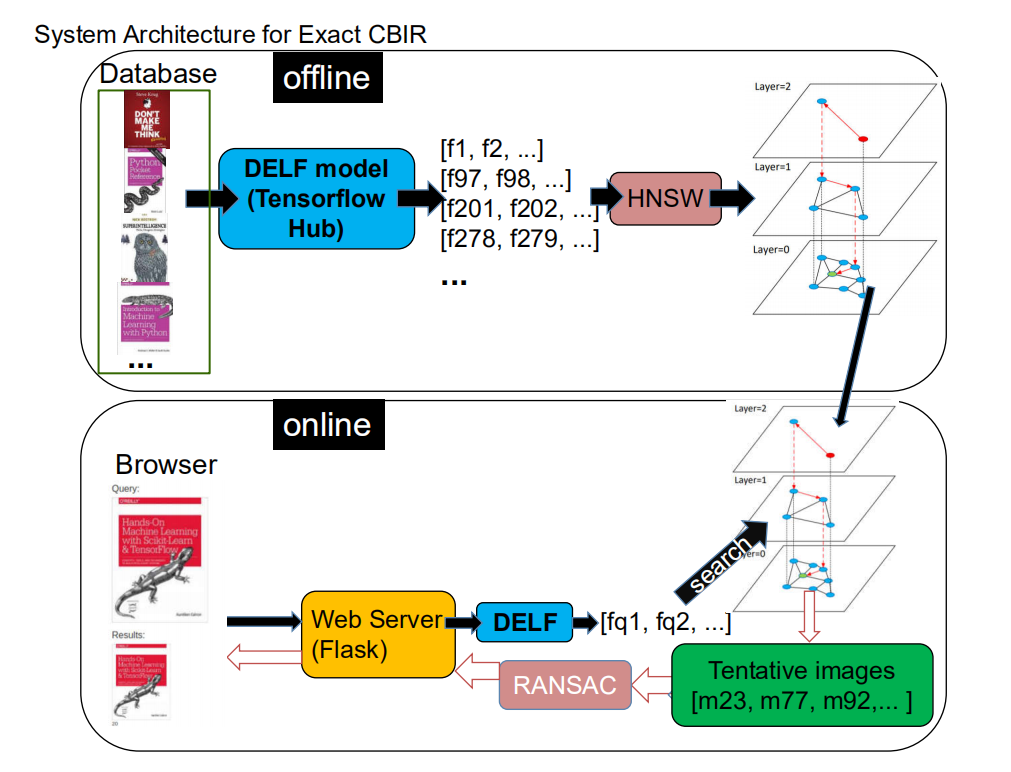 System Architecture for Exact CBIR
Database
offline
DON'T
MAKE
ME
THINK
Python
Pocket
Reference
SUPERINTELLIGENCE
Introduction to
Machine
Learning
with Python
...
DELF model
(Tensorflow
Hub)
[f1, f2, ...]
[f97, f98, ...]
[f201, f202, ...]
[f278, f279, ...]
...
HNSW
Layer=2
Layer=1
Layer=0
online
Browser
Query:
Hands-On
Machine Learning
with Scikit-Learn
& TensorFlow
Aurélien Géron
Results:
Hands-On
Machine Learning
with Scikit-Learn
& TensorFlow
20
Web Server
(Flask)
DELF
[fq1, fq2, ...]
search
Layer=2
Layer=1
yer=0
Tentative images
[m23, m77, m92,... ]
RANSAC